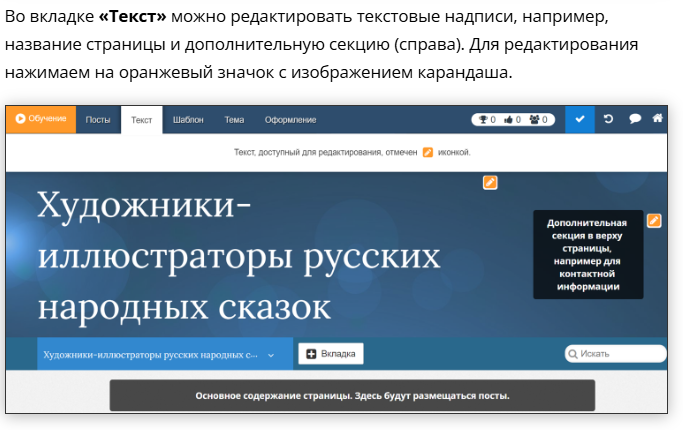 Во вкладке «Текст» можно редактировать текстовые надписи, например,
название страницы и дополнительную секцию (справа). Для редактирования
нажимаем на оранжевый значок с изображением карандаша.
Обучение Посты Текст Шаблон Тема Оформление 0 0 0
Текст, доступный для редактирования, отмечен иконкой.
Художники-
иллюстраторы русских
народных сказок
Дополнительная
секция в верху
страницы,
например для
контактной
информации
Художники-иллюстраторы русских народных с... Вкладка Искать
Основное содержание страницы. Здесь будут размещаться посты.